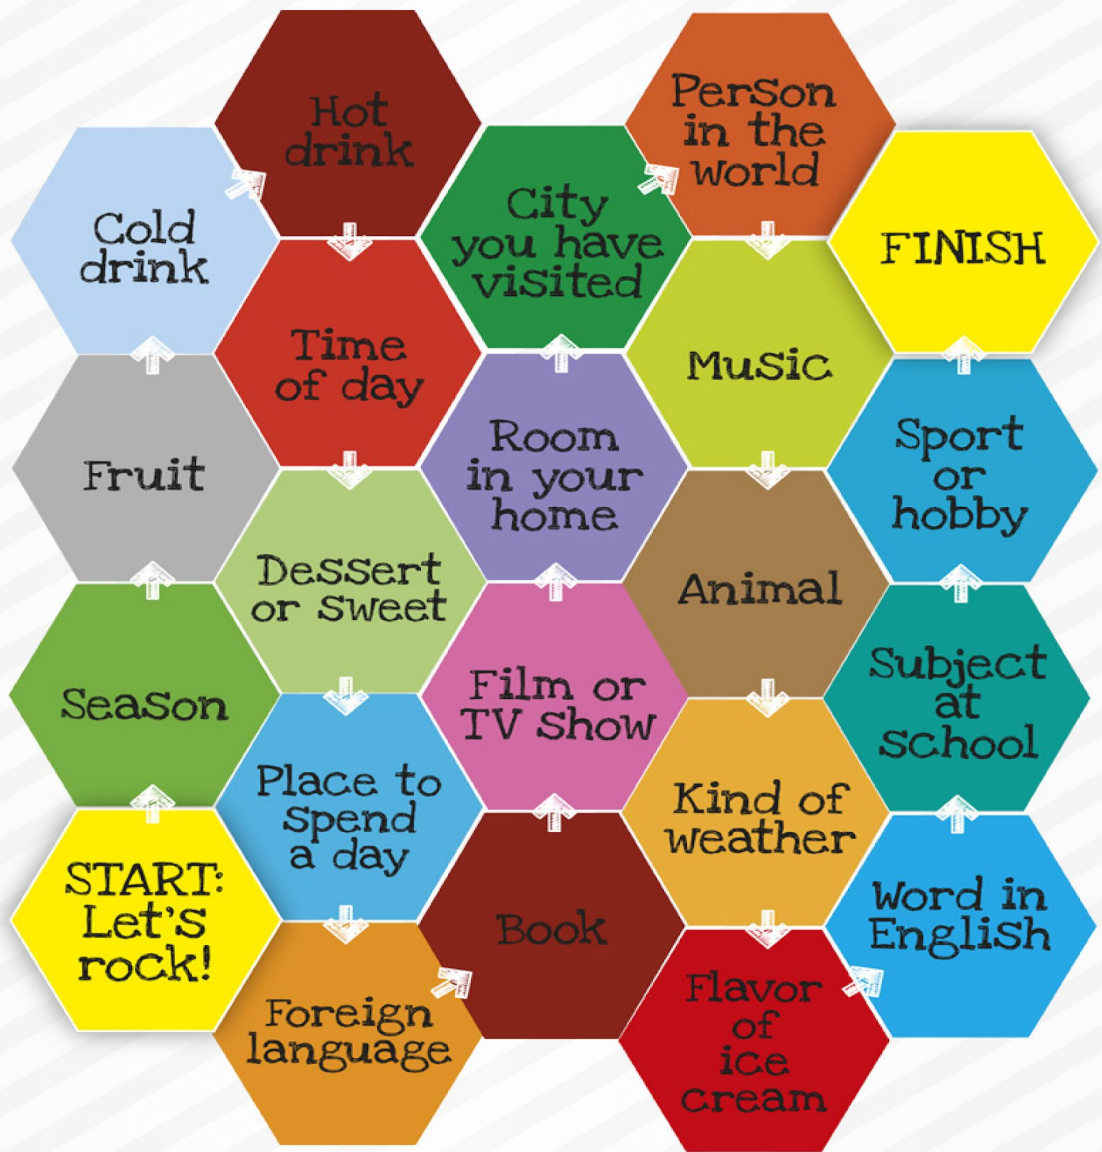 START:
Let's
rock!
Season
Fruit
Cold
drink
Hot
drink
Time
of day
Dessert
or sweet
Place to
spend
a day
Foreign
language
Book
Film or
TV show
Room
in your
home
City
you have
visited
Person
in the
world
Music
Animal
Kind of
weather
Flavor
of
ice
cream
Word in
English
Subject
at
school
Sport
or
hobby
FINISH